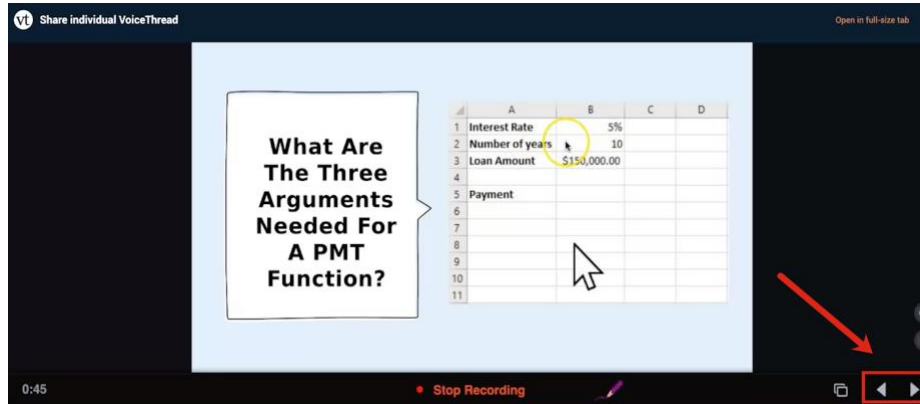 vt Share individual VoiceThread Open in full-size tab
What Are
The Three
Arguments
Needed For
A PMT
Function?
A B C D
1 Interest Rate 5%
2 Number of years 10
3 Loan Amount $150,000.00
4
5 Payment
6
7
8
9
10
11
0:45 Stop Recording